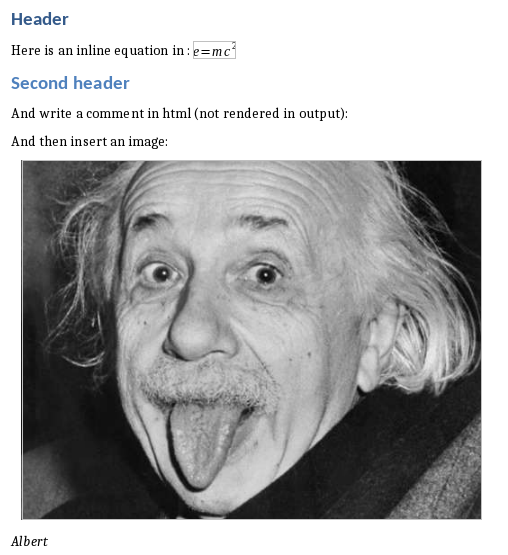 Header
Here is an inline equation in : e=mc²
Second header
And write a comment in html (not rendered in output):
And then insert an image:
Albert